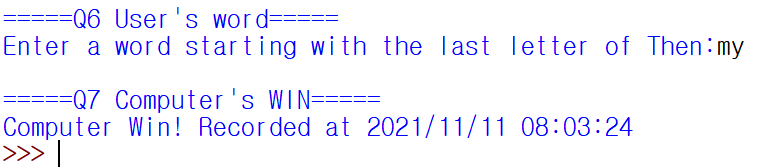 =====Q6 User's word=====
Enter a word starting with the last letter of Then:my
=====Q7 Computer's WIN=====
Computer Win! Recorded at 2021/11/11 08:03:24
>>>